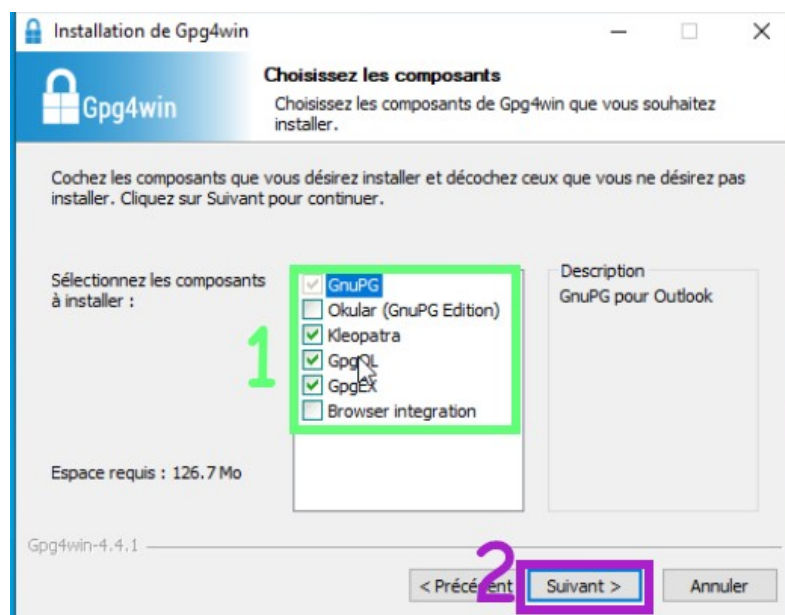 Installation de Gpg4win
Gpg4win
Choisissez les composants
Choisissez les composants de Gpg4win que vous souhaitez
installer.
Cochez les composants que vous désirez installer et décochez ceux que vous ne désirez pas
installer. Cliquez sur Suivant pour continuer.
Sélectionnez les composants
à installer :
1
GnuPG
Okular (GnuPG Edition)
Kleopatra
GpgOL
GpgEX
Browser integration
Description
GnuPG pour Outlook
Espace requis : 126.7 Mo
Gpg4win-4.4.1
2
< Précédent
Suivant >
Annuler